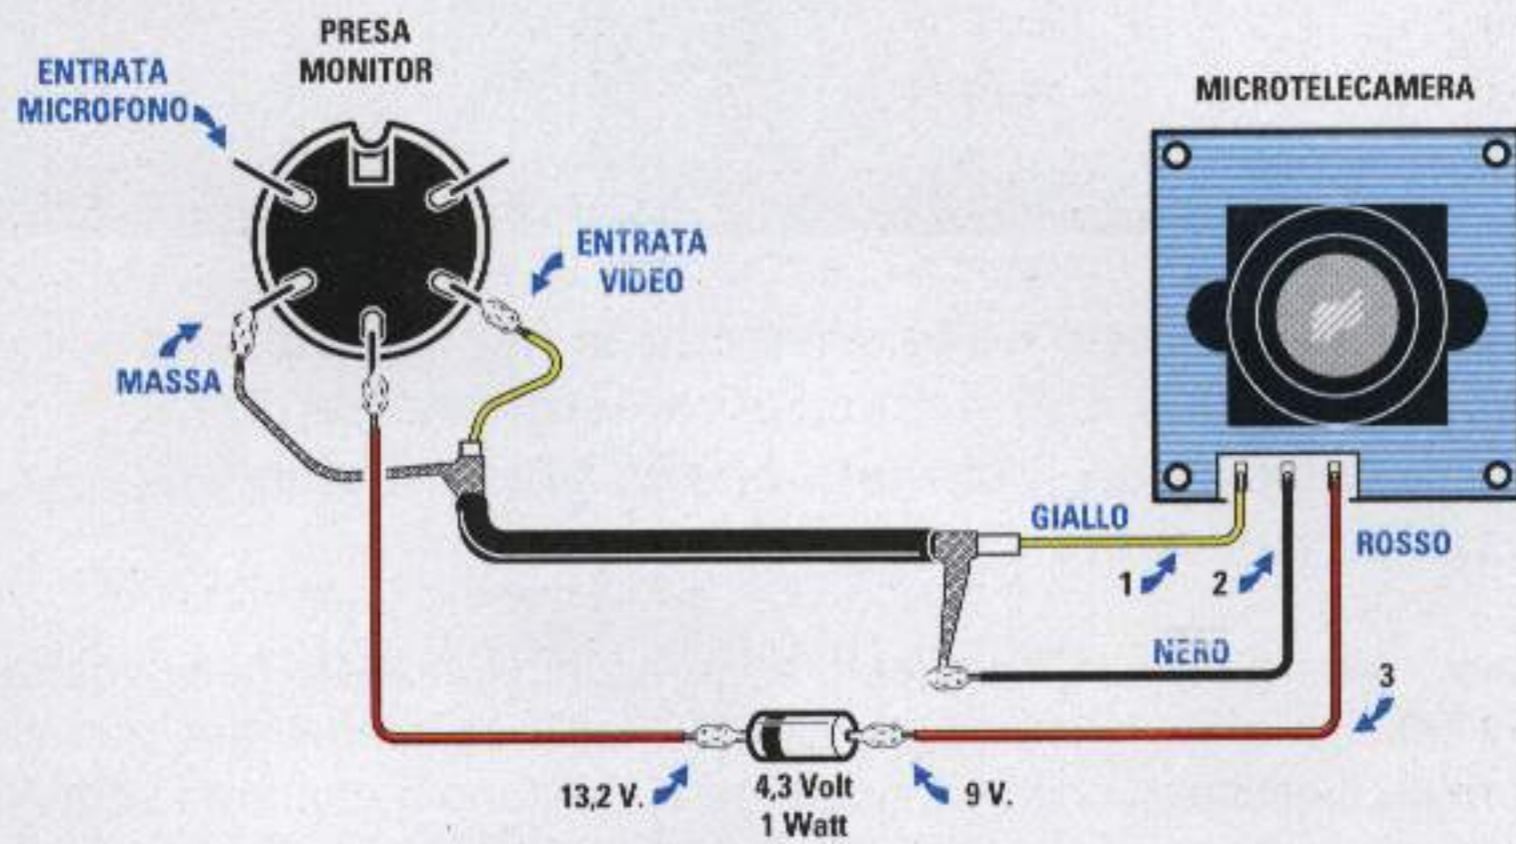 PRESA
MONITOR
ENTRATA
MICROFONO
MICROTELECAMERA
ENTRATA
VIDEO
MASSA
GIALLO
ROSSO
1
2
NERO
3
13,2 V.
4,3 Volt
1 Watt
9 V.